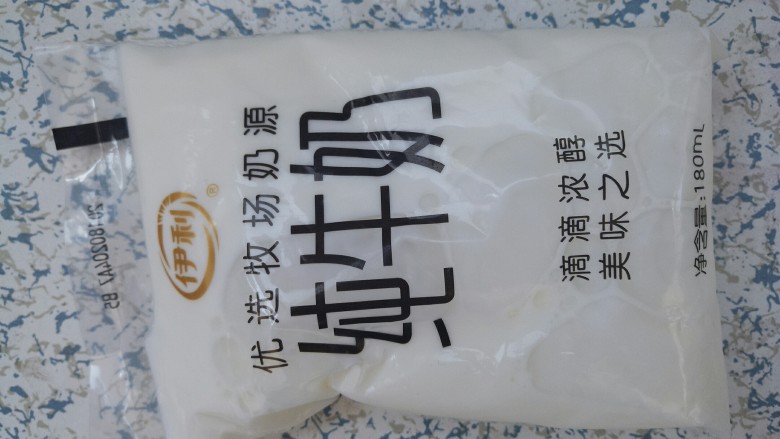 伊利®
优选牧场奶源
纯牛奶
滴滴浓醇
美味之选
净含量:180mL